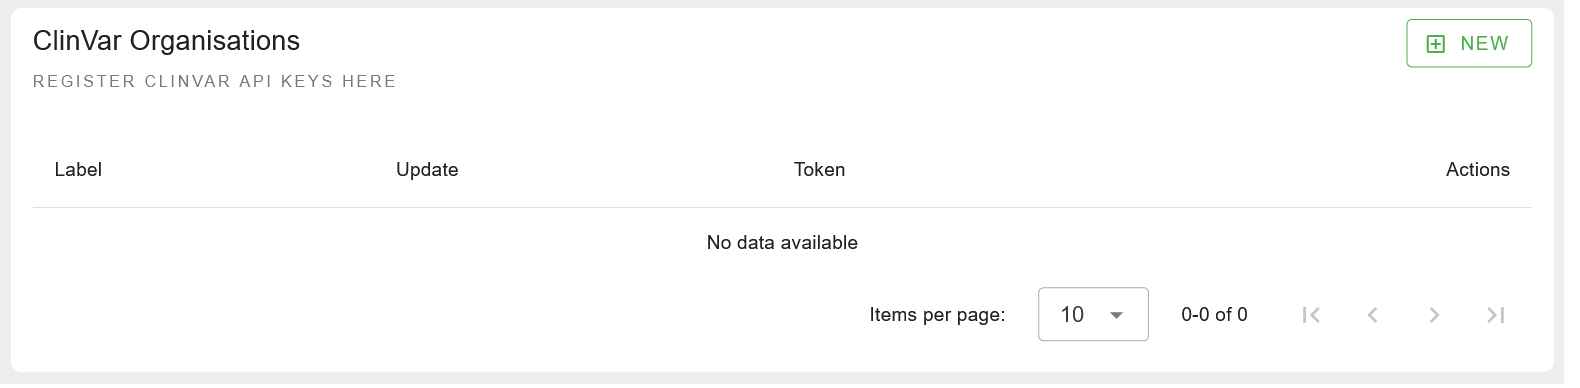 ClinVar Organisations
NEW
REGISTER CLINVAR API KEYS HERE
Label Update Token Actions
No data available
Items per page: 10 0-0 of 0